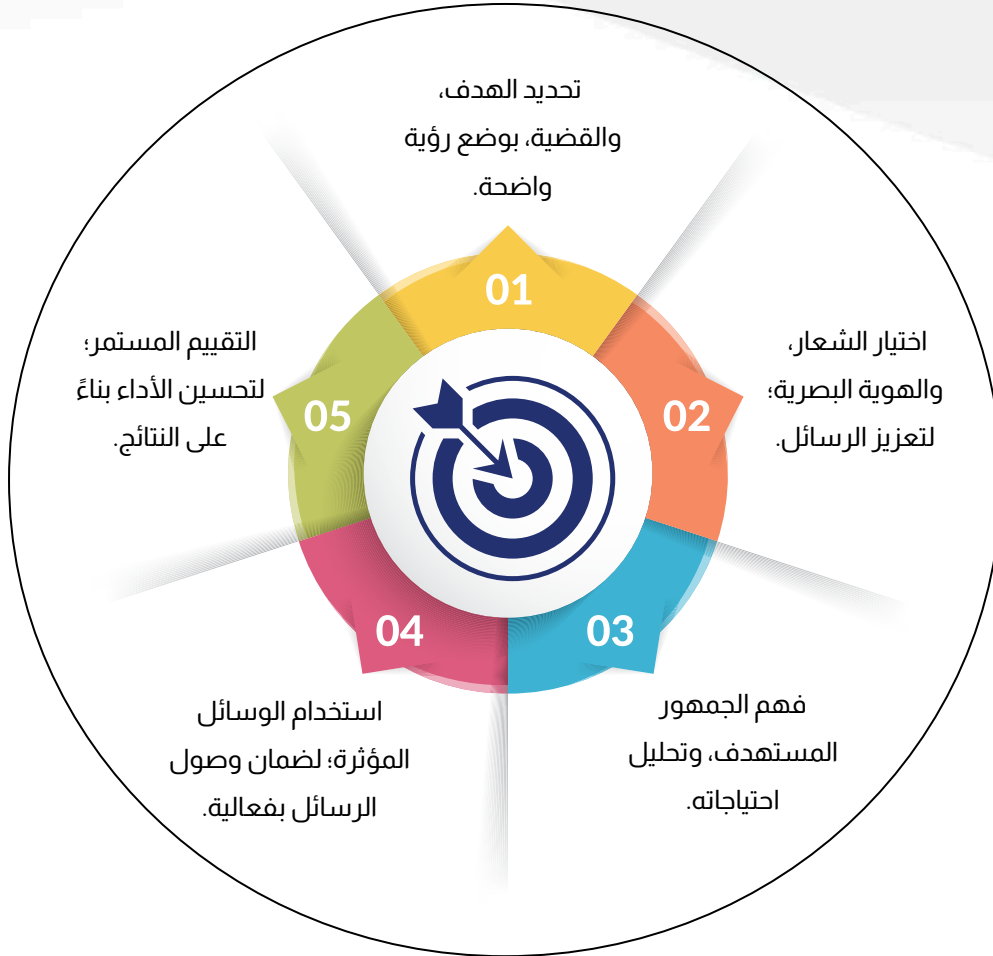 01
تحديد الهدف،
والقضية، بوضع رؤية
واضحة.
02
اختيار الشعار،
والهوية البصرية؛
لتعزيز الرسائل.
03
فهم الجمهور
المستهدف، وتحليل
احتياجاته.
04
استخدام الوسائل
المؤثرة؛ لضمان وصول
الرسائل بفعالية.
05
التقييم المستمر؛
لتحسين الأداء بناءً
على النتائج.